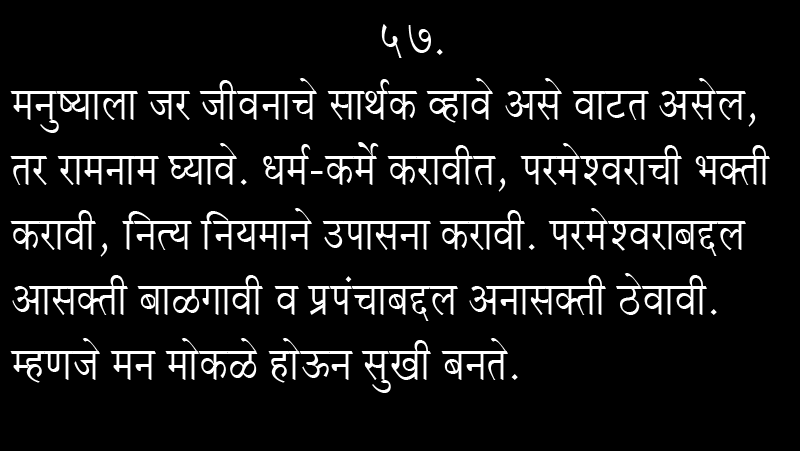 ५७.
मनुष्याला जर जीवनाचे सार्थक व्हावे असे वाटत असेल,
तर रामनाम घ्यावे. धर्म-कर्मे करावीत, परमेश्वराची भक्ती
करावी, नित्य नियमाने उपासना करावी. परमेश्वराबद्दल
आसक्ती बाळगावी व प्रपंचाबद्दल अनासक्ती ठेवावी.
म्हणजे मन मोकळे होऊन सुखी बनते.